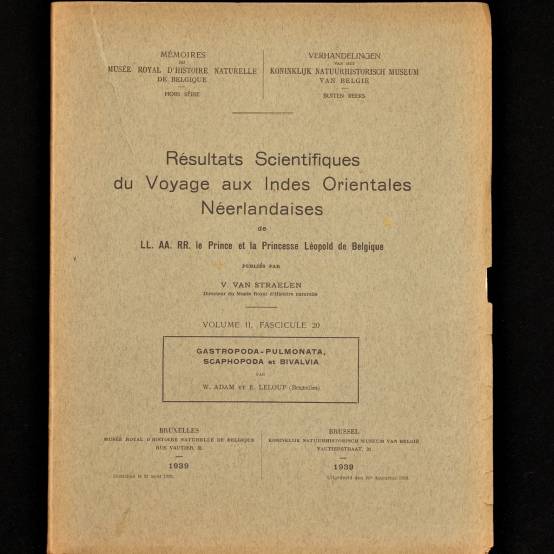 MÉMOIRES
DU
MUSÉE ROYAL D'HISTOIRE NATURELLE
DE BELGIQUE
HORS SÉRIE
VERHANDELINGEN
VAN HET
KONINKLIJK NATUURHISTORISCH MUSEUM
VAN BELGIË
BUITEN REEKS
Résultats Scientifiques
du Voyage aux Indes Orientales
Néerlandaises
de
LL. AA. RR. le Prince et la Princesse Léopold de Belgique
PUBLIÉS PAR
V. VAN STRAELEN
Directeur du Musée Royal d'Histoire naturelle
VOLUME II, FASCICULE 20
GASTROPODA-PULMONATA,
SCAPHOPODA et BIVALVIA
PAR
W. ADAM ET E. LELOUP (Bruxelles)
BRUXELLES
MUSÉE ROYAL D'HISTOIRE NATURELLE DE BELGIQUE
RUE VAUTIER, 31
1939
BRUSSEL
KONINKLIJK NATUURHISTORISCH MUSEUM VAN BELGIË
VAUTIERSTRAAT, 31
1939